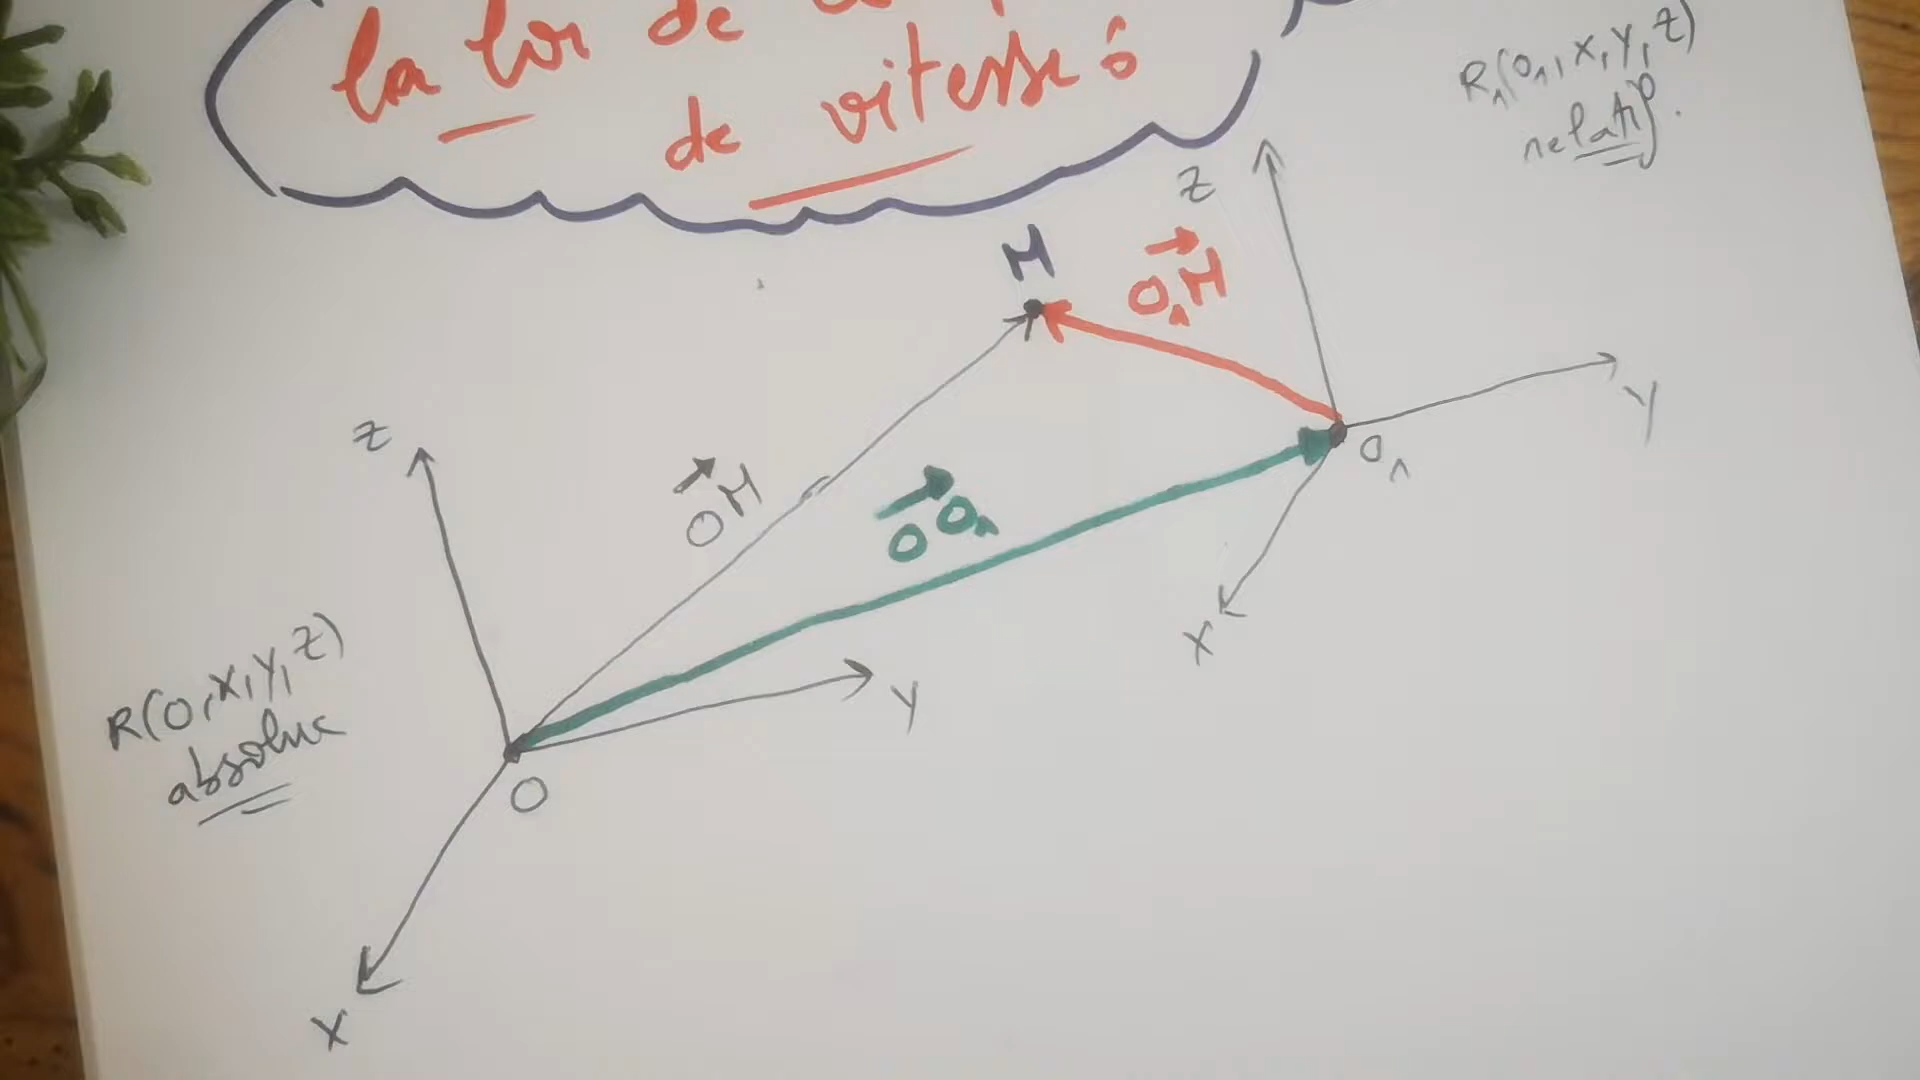 la loi de
de vitesse :
R₁(O₁, X, Y, Z)
relatif.
Z
M
O₁M
Y
O₁
Z
OM
OO₁
X
R(O, X, Y, Z)
absolue
Y
O
X